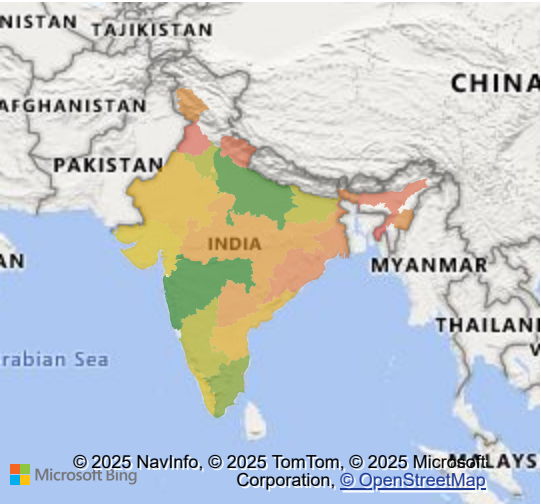 NISTAN
TAJIKISTAN
CHINA
AFGHANISTAN
PAKISTAN
INDIA
AN
MYANMAR
THAILAN
V
rabian Sea
MALAYS
© 2025 NavInfo, © 2025 TomTom, © 2025 Microsoft
Corporation, © OpenStreetMap
Microsoft Bing